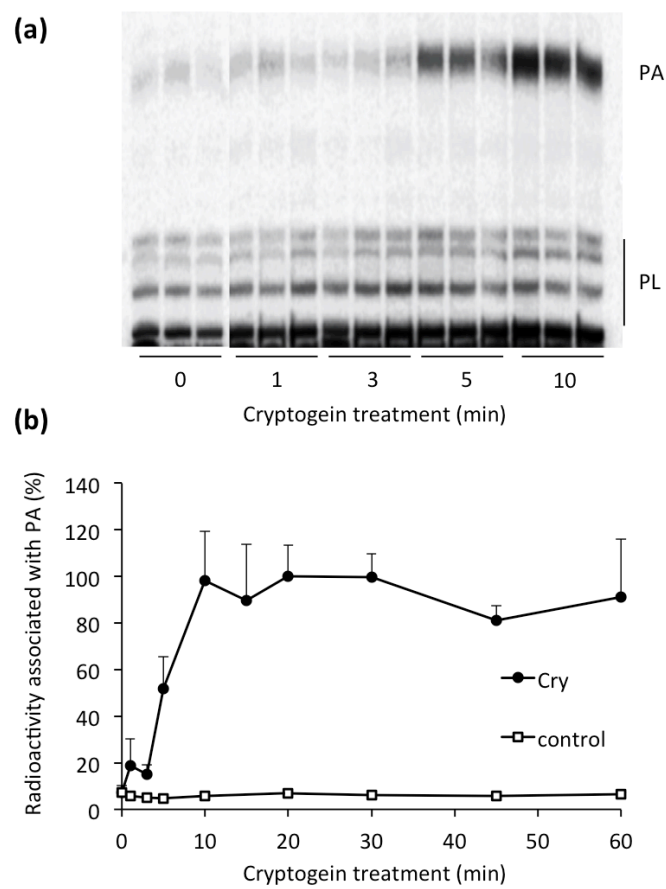 (a)
PA
PL
0 1 3 5 10
Cryptogein treatment (min)
(b)
Radioactivity associated with PA (%)
140
120
100
80
60
40
20
0
Cry
control
0 10 20 30 40 50 60
Cryptogein treatment (min)